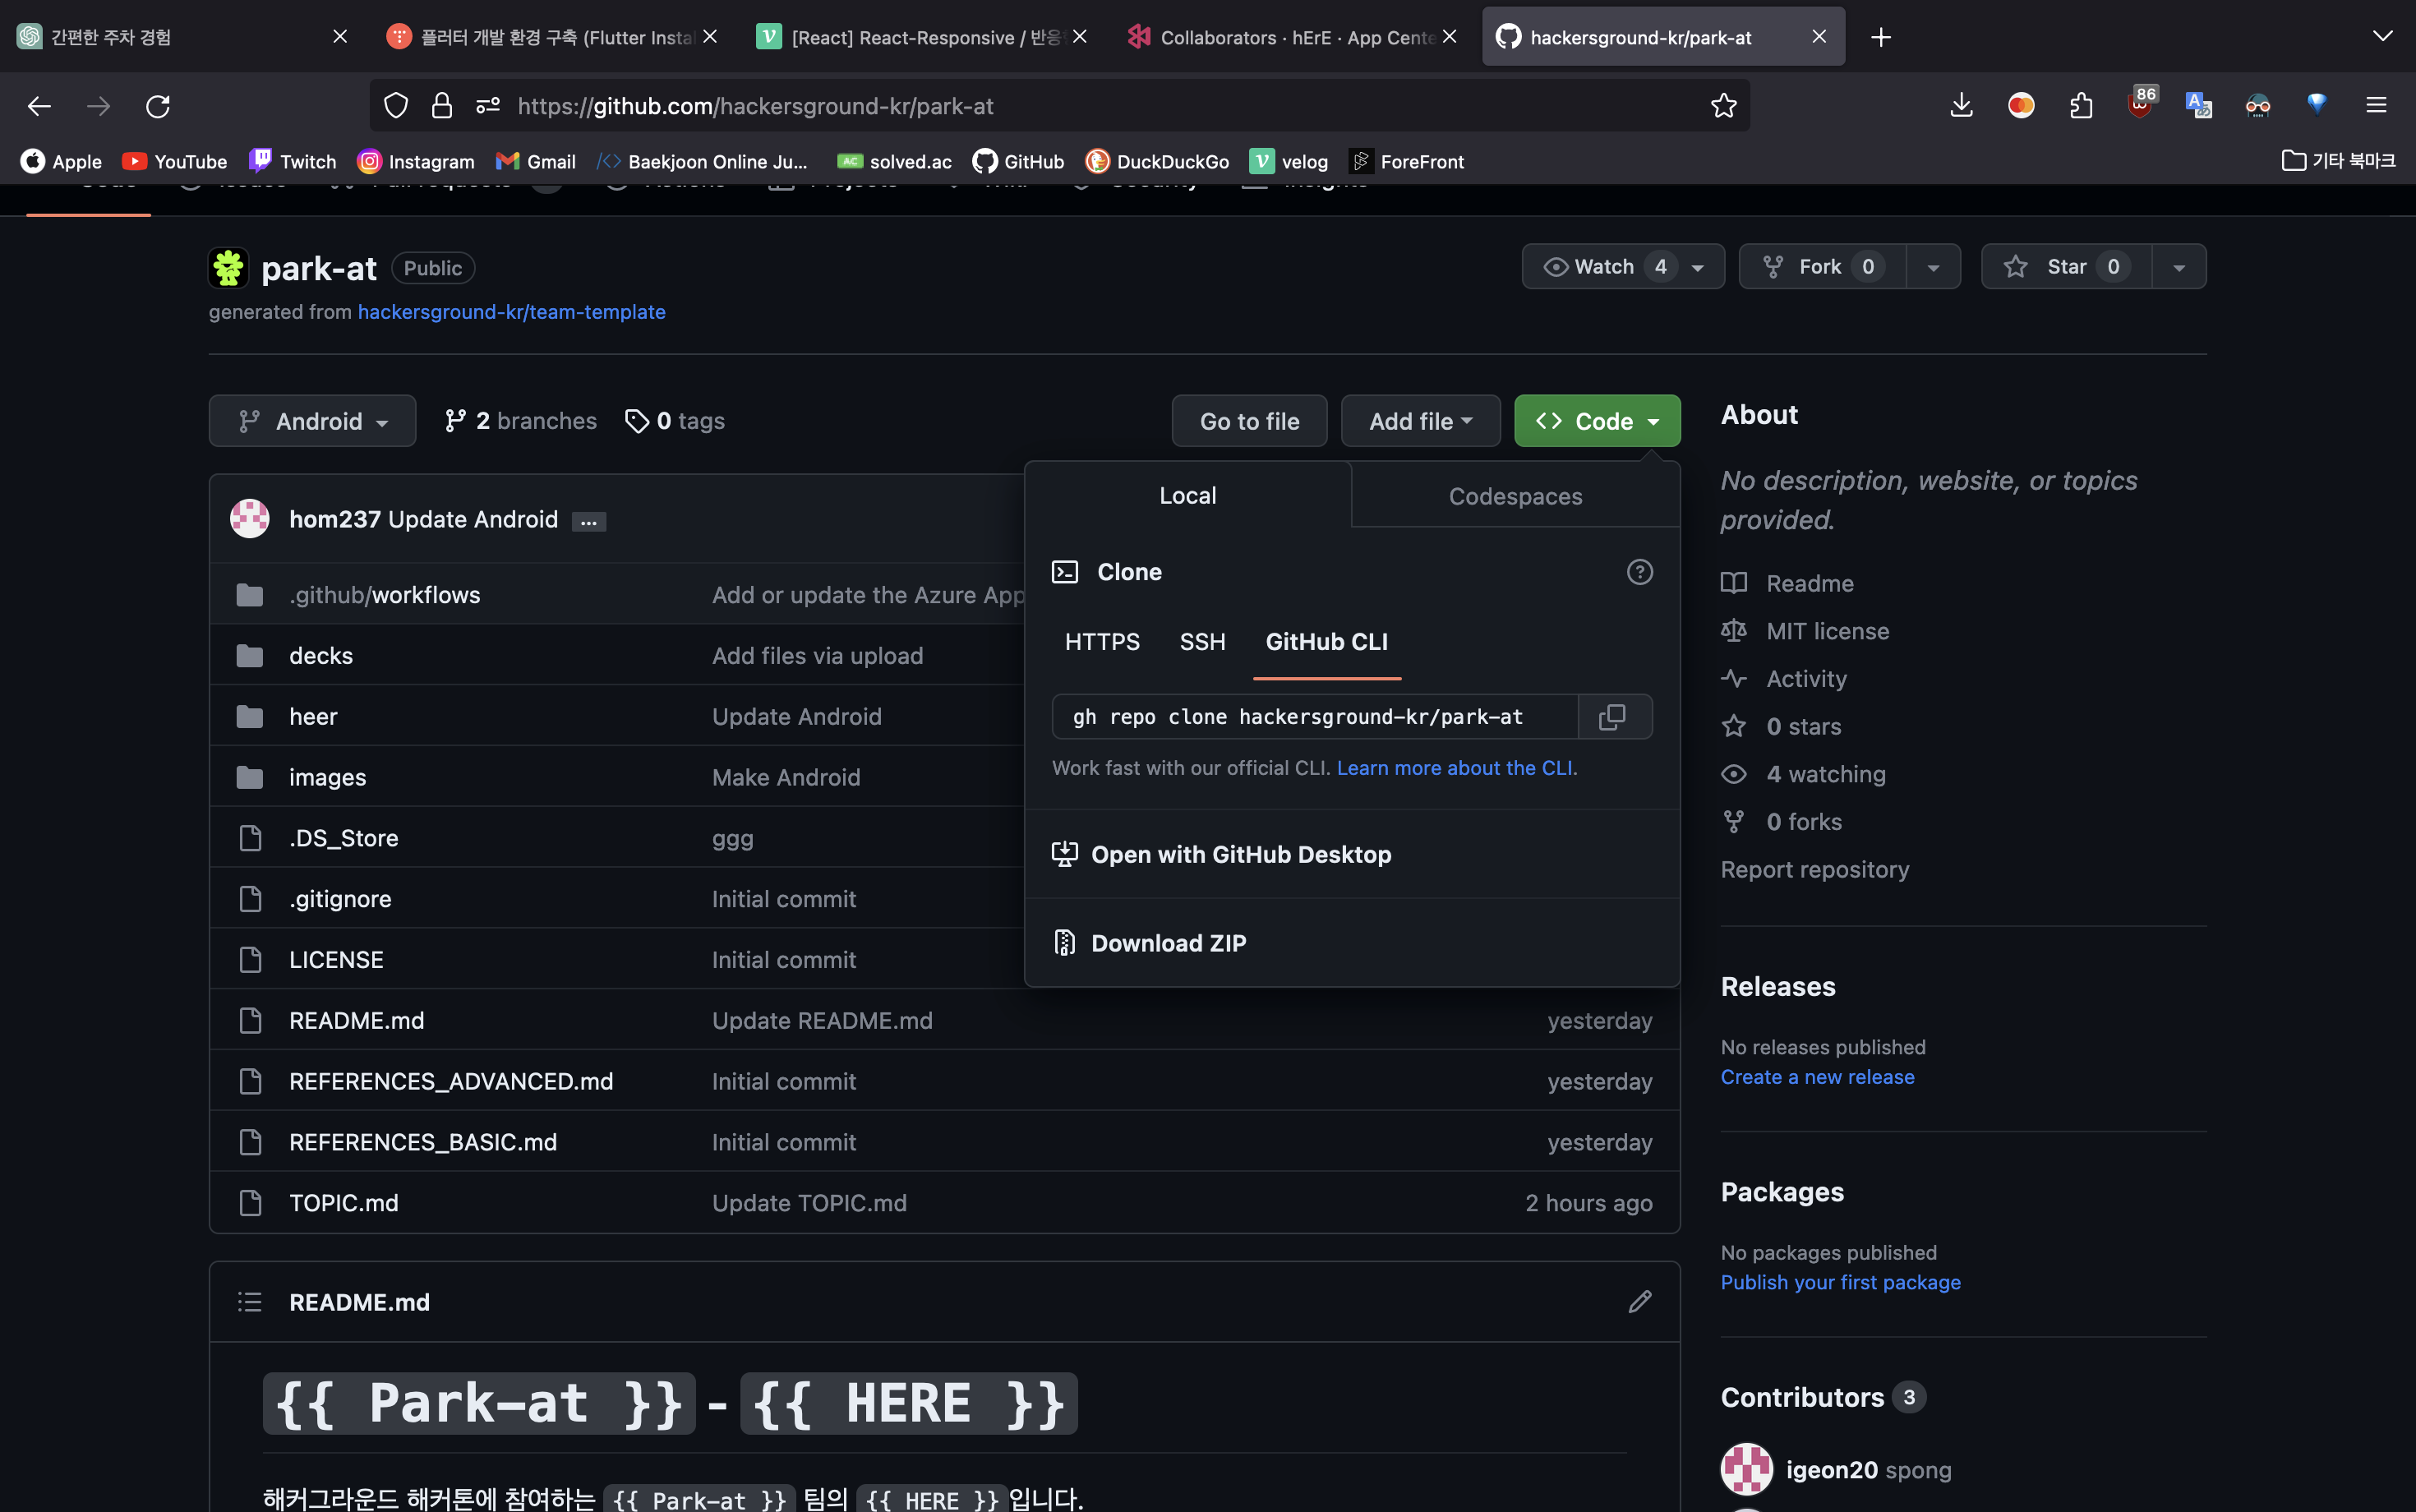 간편한 주차 경험
플러터 개발 환경 구축 (Flutter Instal
[React] React-Responsive / 반응
Collaborators · hErE · App Cente
hackersground-kr/park-at
https://github.com/hackersground-kr/park-at
86
Apple
YouTube
Twitch
Instagram
Gmail
Baekjoon Online Ju...
solved.ac
GitHub
DuckDuckGo
velog
ForeFront
기타 북마크
Code
Issues
Pull requests
Actions
Projects
Wiki
Security
Insights
park-at
Public
Watch 4
Fork 0
Star 0
generated from hackersground-kr/team-template
Android
2 branches
0 tags
Go to file
Add file
Code
hom237 Update Android ...
.github/workflows
Add or update the Azure App
decks
Add files via upload
heer
Update Android
images
Make Android
.DS_Store
ggg
.gitignore
Initial commit
LICENSE
Initial commit
README.md
Update README.md
yesterday
REFERENCES_ADVANCED.md
Initial commit
yesterday
REFERENCES_BASIC.md
Initial commit
yesterday
TOPIC.md
Update TOPIC.md
2 hours ago
Local
Codespaces
Clone
HTTPS
SSH
GitHub CLI
gh repo clone hackersground-kr/park-at
Work fast with our official CLI. Learn more about the CLI.
Open with GitHub Desktop
Download ZIP
README.md
{{ Park-at }} - {{ HERE }}
해커그라운드 해커톤에 참여하는 {{ Park-at }} 팀의 {{ HERE }}입니다.
About
No description, website, or topics
provided.
Readme
MIT license
Activity
0 stars
4 watching
0 forks
Report repository
Releases
No releases published
Create a new release
Packages
No packages published
Publish your first package
Contributors 3
igeon20 spong